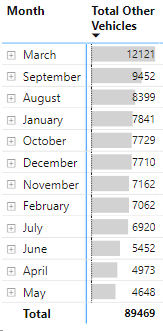 Month Total Other Vehicles
March 12121
September 9452
August 8399
January 7841
October 7729
December 7710
November 7162
February 7062
July 6920
June 5452
April 4973
May 4648
Total 89469